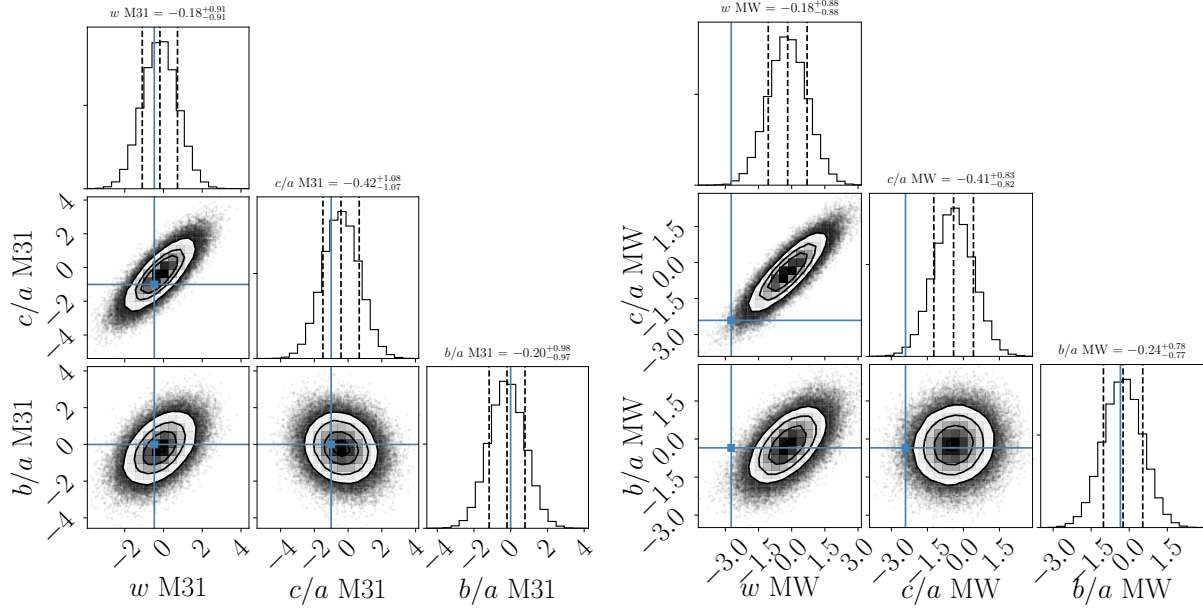 w M31 = −0.18$^{+0.91}_{-0.91}$
w MW = −0.18$^{+0.88}_{-0.88}$
4
2
0
−2
−4
c/a M31
c/a M31 = −0.42$^{+1.08}_{-1.07}$
1.5
0.0
−1.5
−3.0
c/a MW
c/a MW = −0.41$^{+0.83}_{-0.82}$
4
2
0
−2
−4
b/a M31
b/a M31 = −0.20$^{+0.98}_{-0.97}$
1.5
0.0
−1.5
−3.0
b/a MW
b/a MW = −0.24$^{+0.78}_{-0.77}$
−2 0 2 4
w M31
−4 −2 0 2 4
c/a M31
−4 −2 0 2 4
b/a M31
−3.0 −1.5 0.0 1.5 3.0
w MW
−3.0 −1.5 0.0 1.5
c/a MW
−3.0 −1.5 0.0 1.5
b/a MW